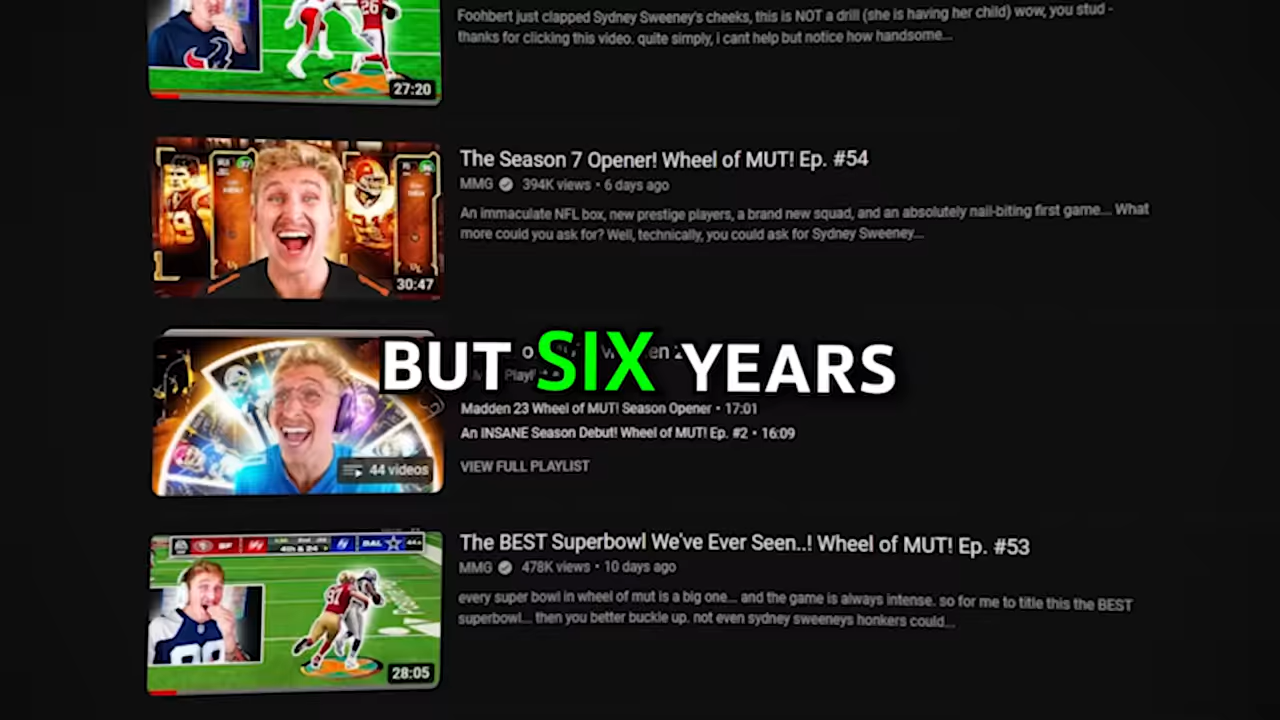 Foohbert just clapped Sydney Sweeney's cheeks, this is NOT a drill (she is having her child) wow, you stud -
thanks for clicking this video. quite simply, i cant help but notice how handsome...
27:20
The Season 7 Opener! Wheel of MUT! Ep. #54
MMG 394K views • 6 days ago
An immaculate NFL box, new prestige players, a brand new squad, and an absolutely nail-biting first game... What
more could you ask for? Well, technically, you could ask for Sydney Sweeney...
30:47
BUT SIX YEARS
Madden 23 Wheel of MUT! Season Opener • 17:01
An INSANE Season Debut! Wheel of MUT! Ep. #2 • 16:09
VIEW FULL PLAYLIST
44 videos
The BEST Superbowl We've Ever Seen..! Wheel of MUT! Ep. #53
MMG 478K views • 10 days ago
every super bowl in wheel of mut is a big one... and the game is always intense. so for me to title this the BEST
superbowl... then you better buckle up. not even sydney sweeneys honkers could...
4th & 24
28:05